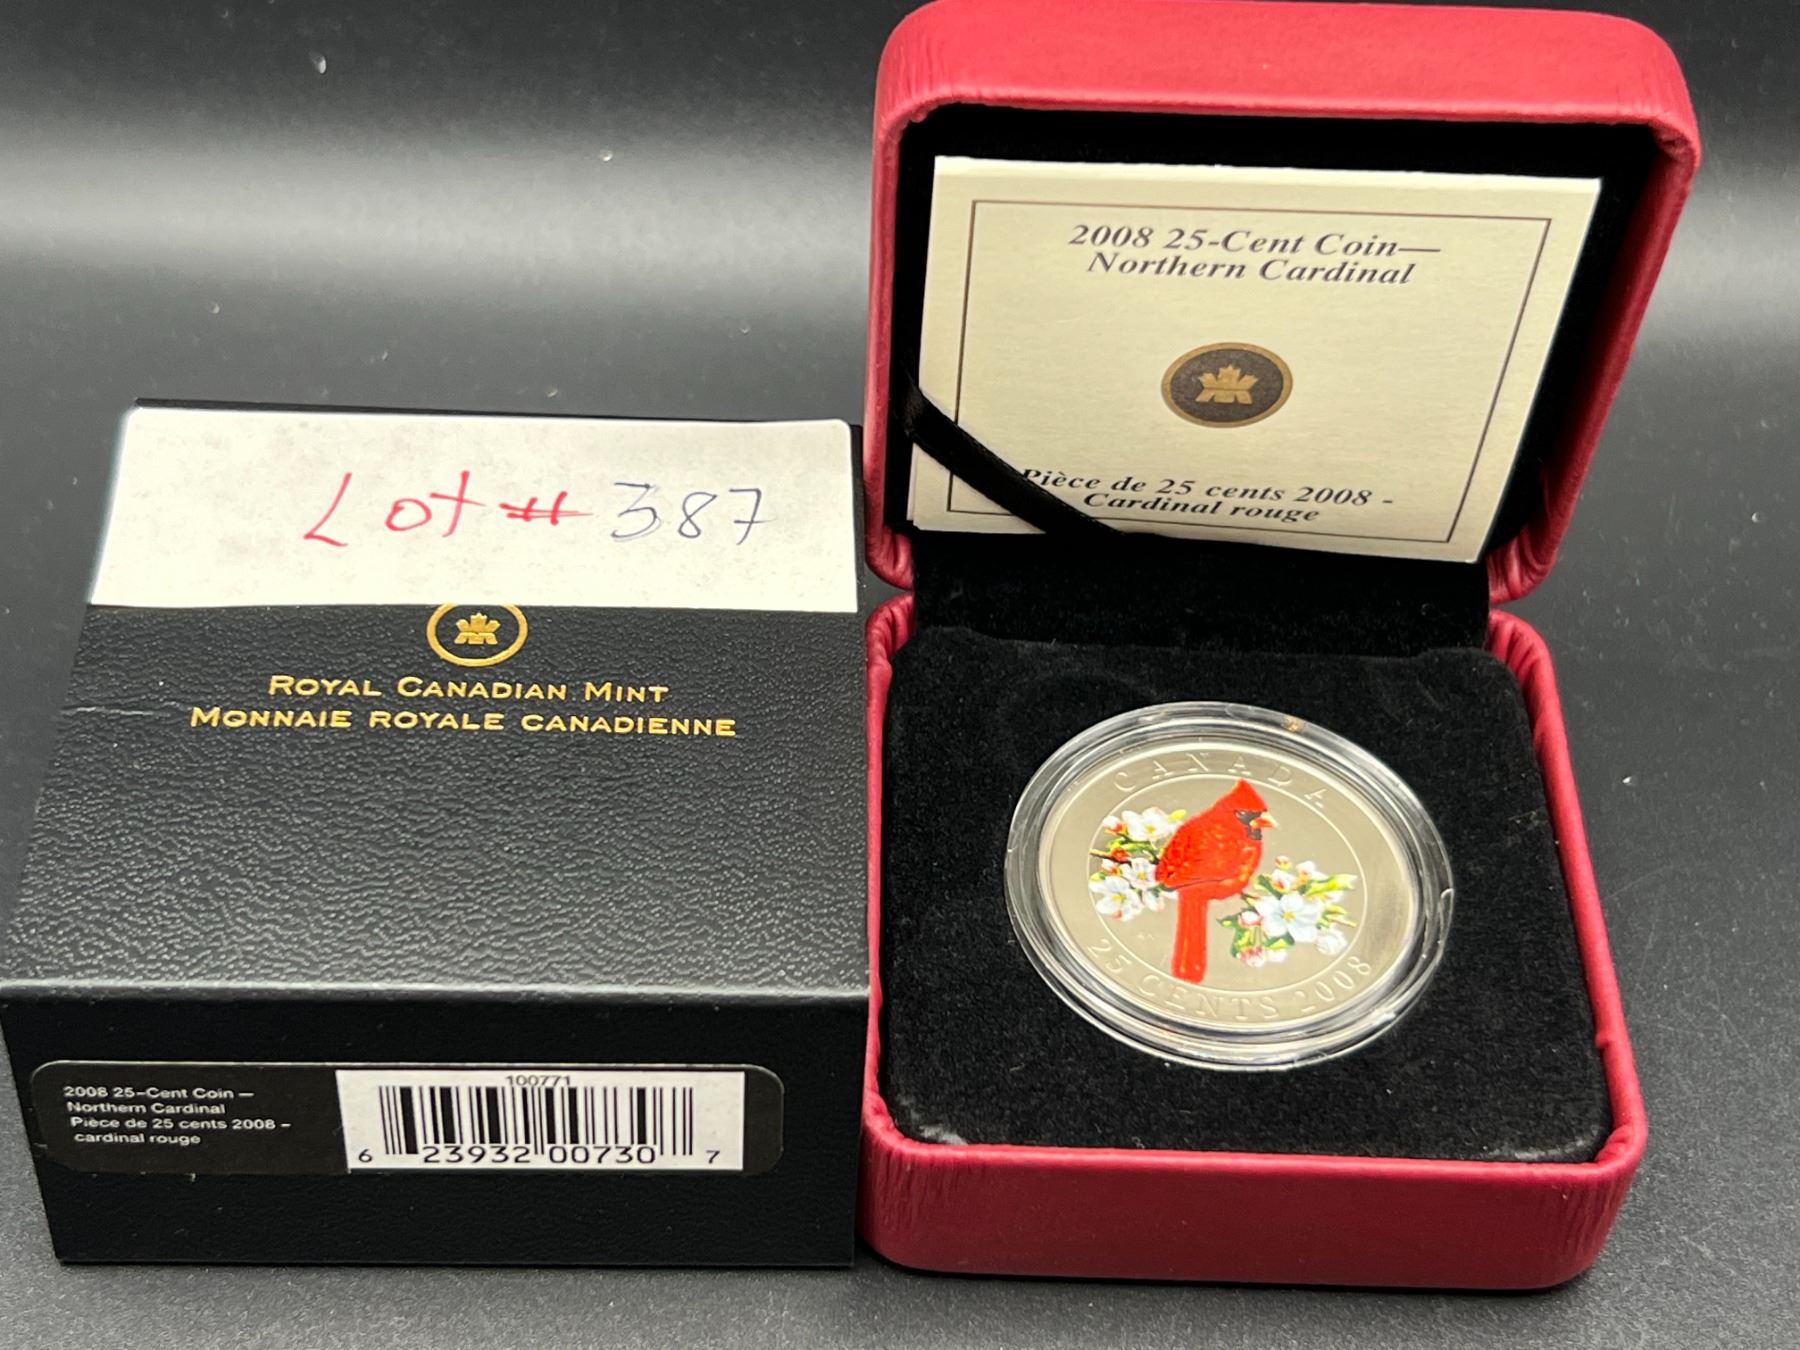 Lot # 387
ROYAL CANADIAN MINT
MONNAIE ROYALE CANADIENNE
2008 25-Cent Coin —
Northern Cardinal
Pièce de 25 cents 2008 -
cardinal rouge
100771
6 23932 00730 7
2008 25-Cent Coin—
Northern Cardinal
Pièce de 25 cents 2008 -
Cardinal rouge
CANADA
25 CENTS 2008